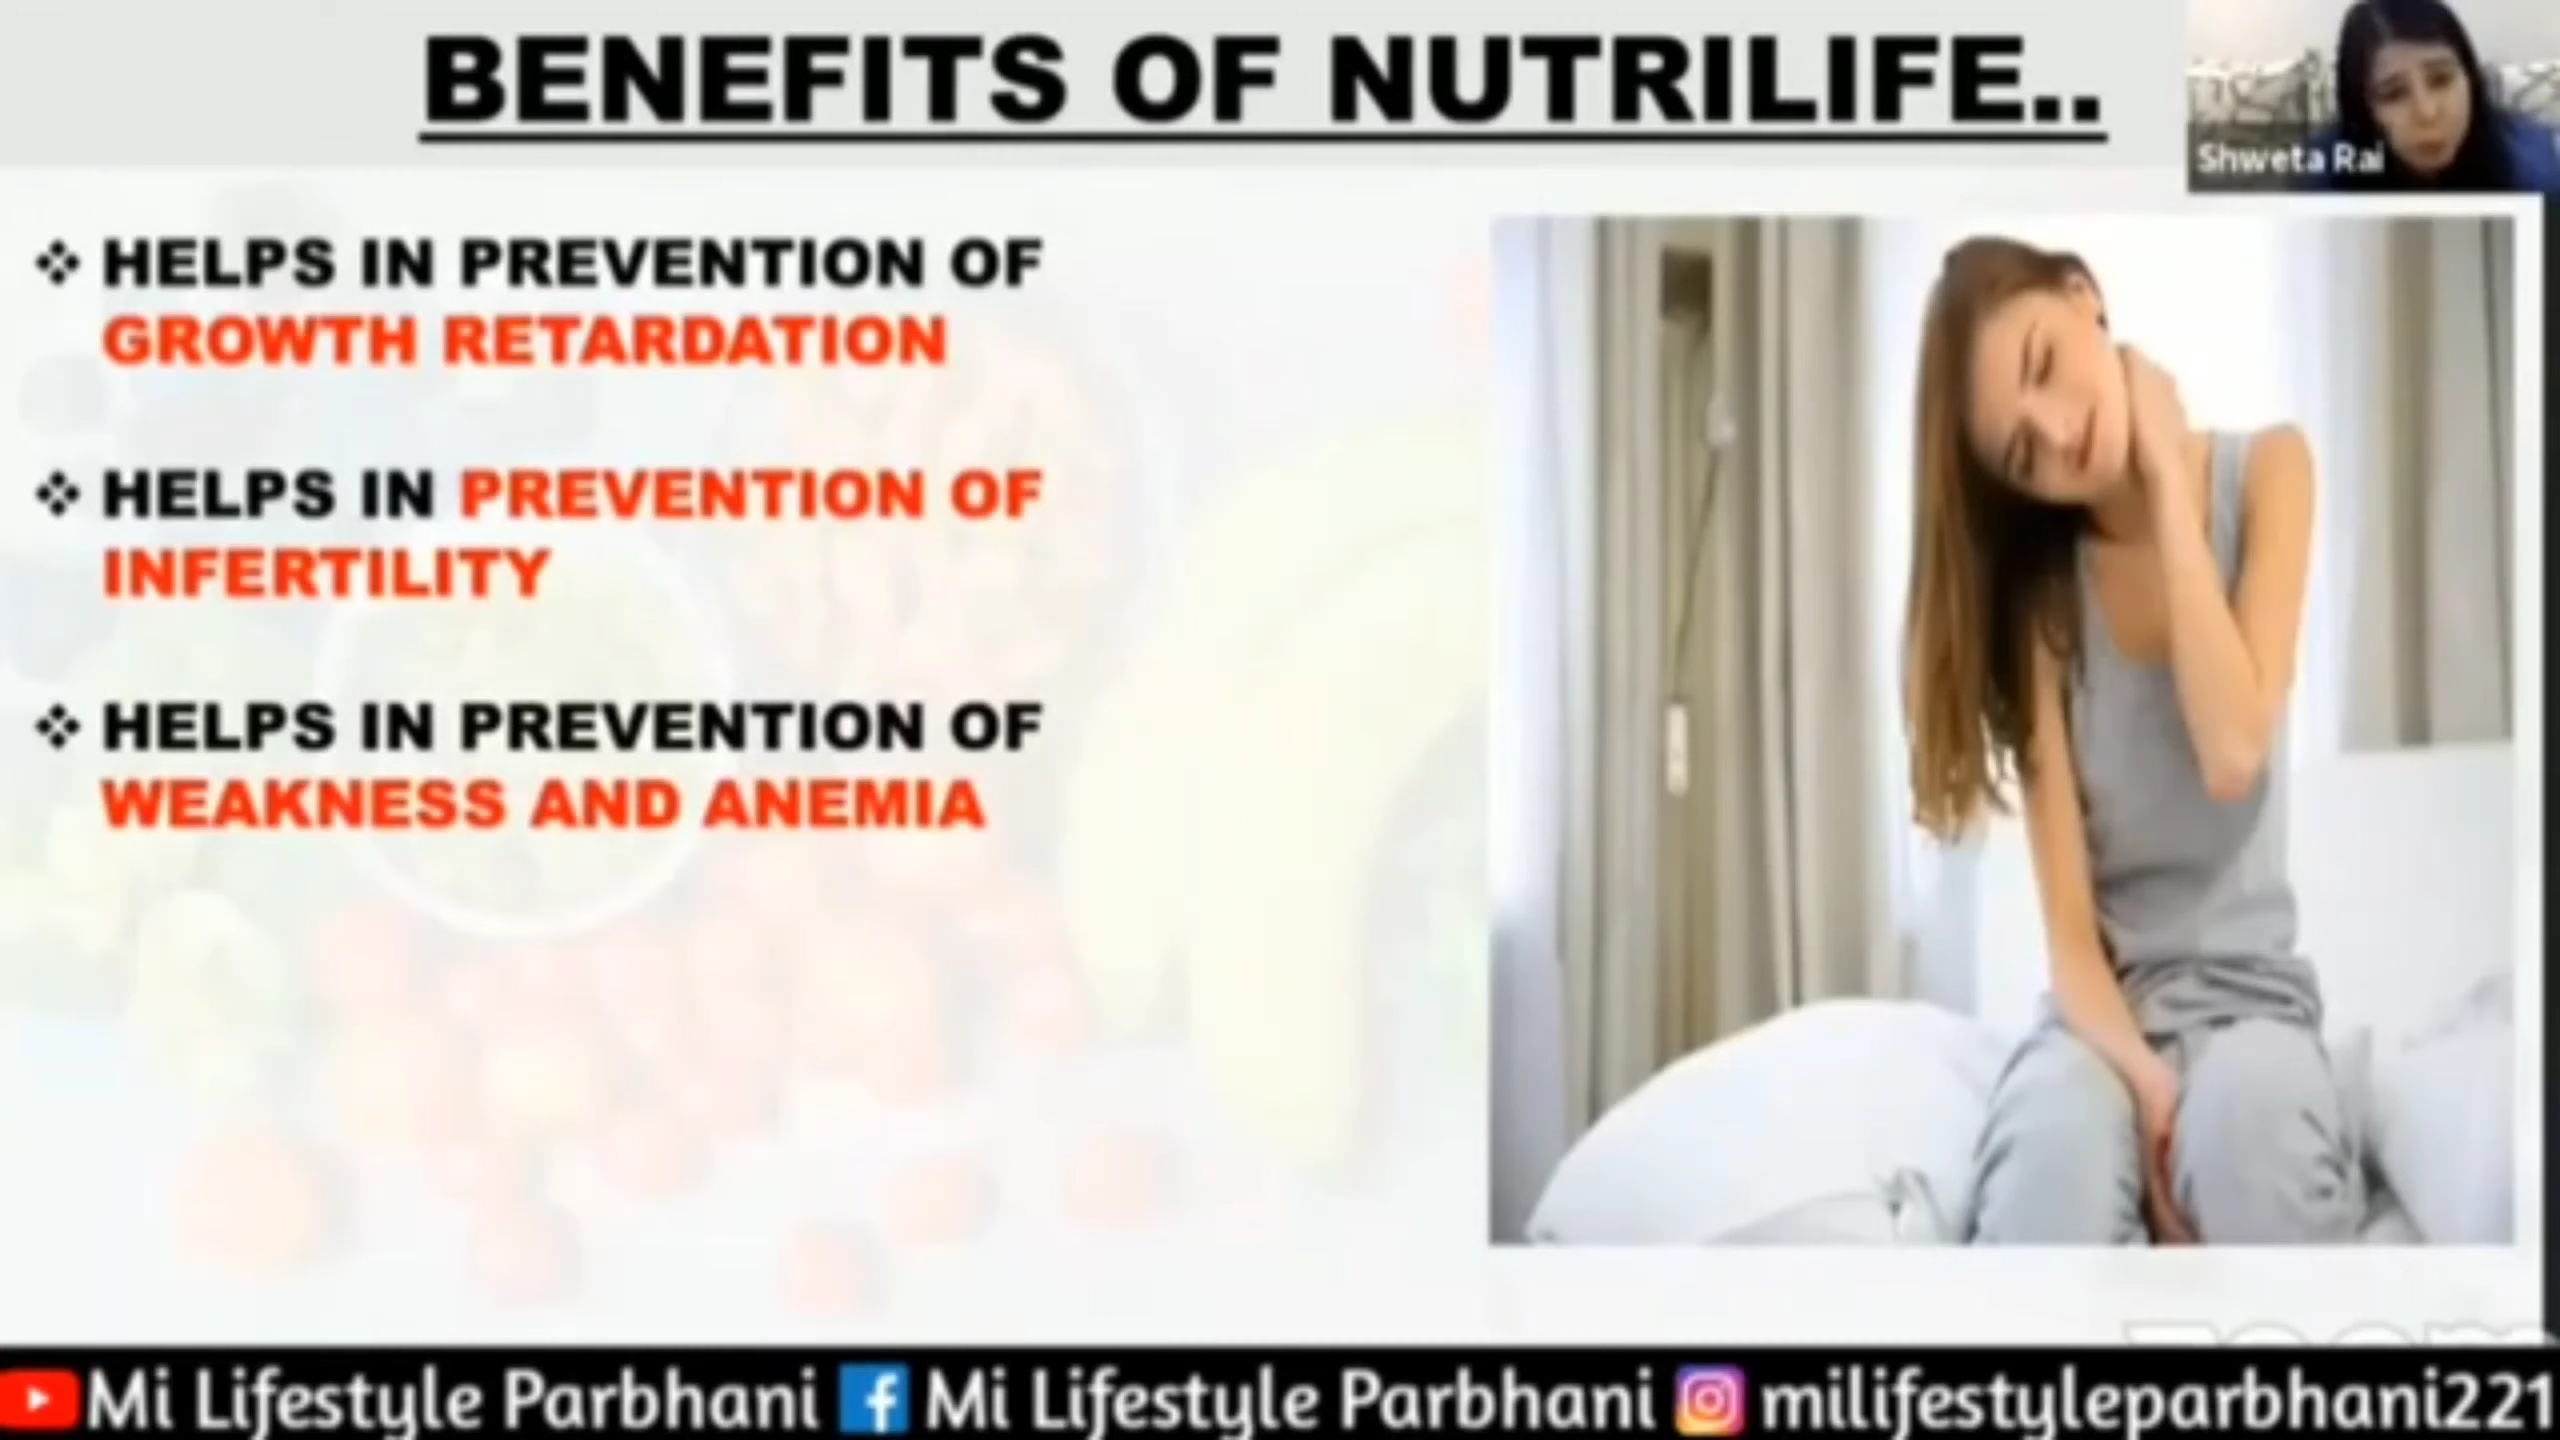 BENEFITS OF NUTRILIFE..
Shweta Rai
❖ HELPS IN PREVENTION OF
GROWTH RETARDATION
❖ HELPS IN PREVENTION OF
INFERTILITY
❖ HELPS IN PREVENTION OF
WEAKNESS AND ANEMIA
zoom
Mi Lifestyle Parbhani Mi Lifestyle Parbhani milifestyleparbhani221